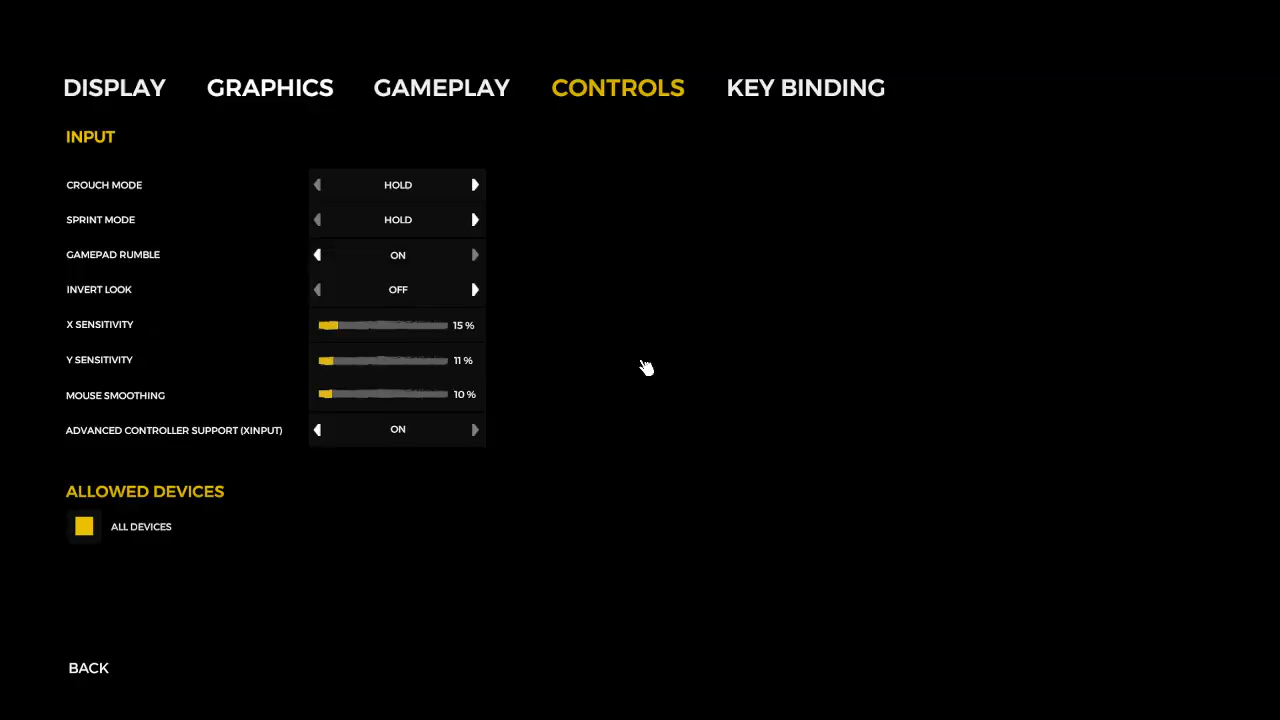 DISPLAY GRAPHICS GAMEPLAY CONTROLS KEY BINDING
INPUT
CROUCH MODE HOLD
SPRINT MODE HOLD
GAMEPAD RUMBLE ON
INVERT LOOK OFF
X SENSITIVITY 15 %
Y SENSITIVITY 11 %
MOUSE SMOOTHING 10 %
ADVANCED CONTROLLER SUPPORT (XINPUT) ON
ALLOWED DEVICES
ALL DEVICES
BACK